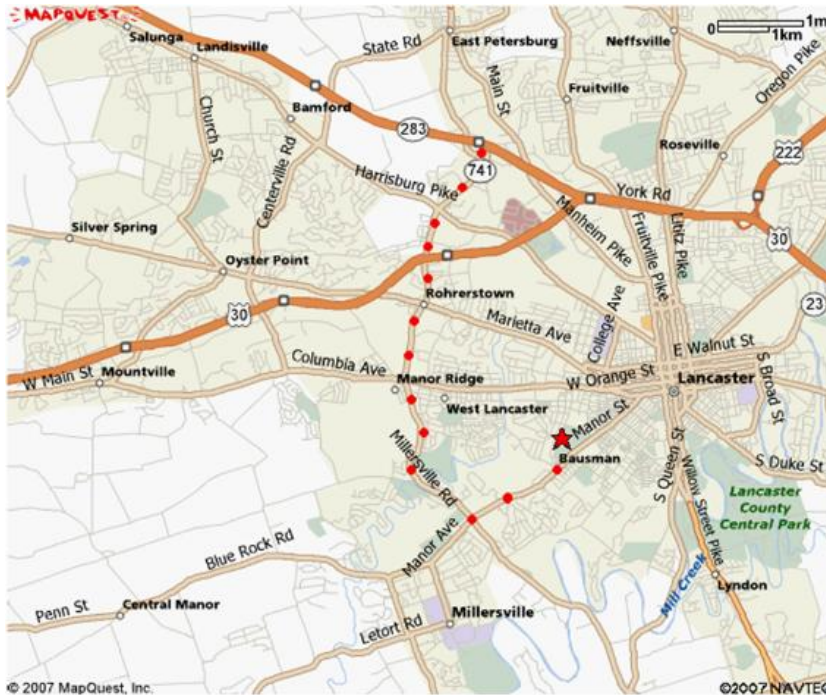 MAPQUEST
Salunga
Landisville
State Rd
East Petersburg
Neffsville
0 1m
1km
Oregon Pike
Main St
Fruitville
Bamford
Church St
283
Roseville
222
Centerville Rd
741
Harrisburg Pike
York Rd
Silver Spring
Manheim Pike
Fruitville Pike
Lititz Pike
30
Oyster Point
30
Rohrerstown
23
Marietta Ave
College Ave
E Walnut St
W Main St
Mountville
Columbia Ave
Manor Ridge
W Orange St
Lancaster
S Broad St
West Lancaster
Manor St
Millersville Rd
Bausman
S Queen St
S Duke St
Willow Street Pike
Lancaster
County
Central Park
Manor Ave
Blue Rock Rd
Mill Creek
Lyndon
Penn St
Central Manor
Letort Rd
Millersville
© 2007 MapQuest, Inc.
©2007 NAVTEQ